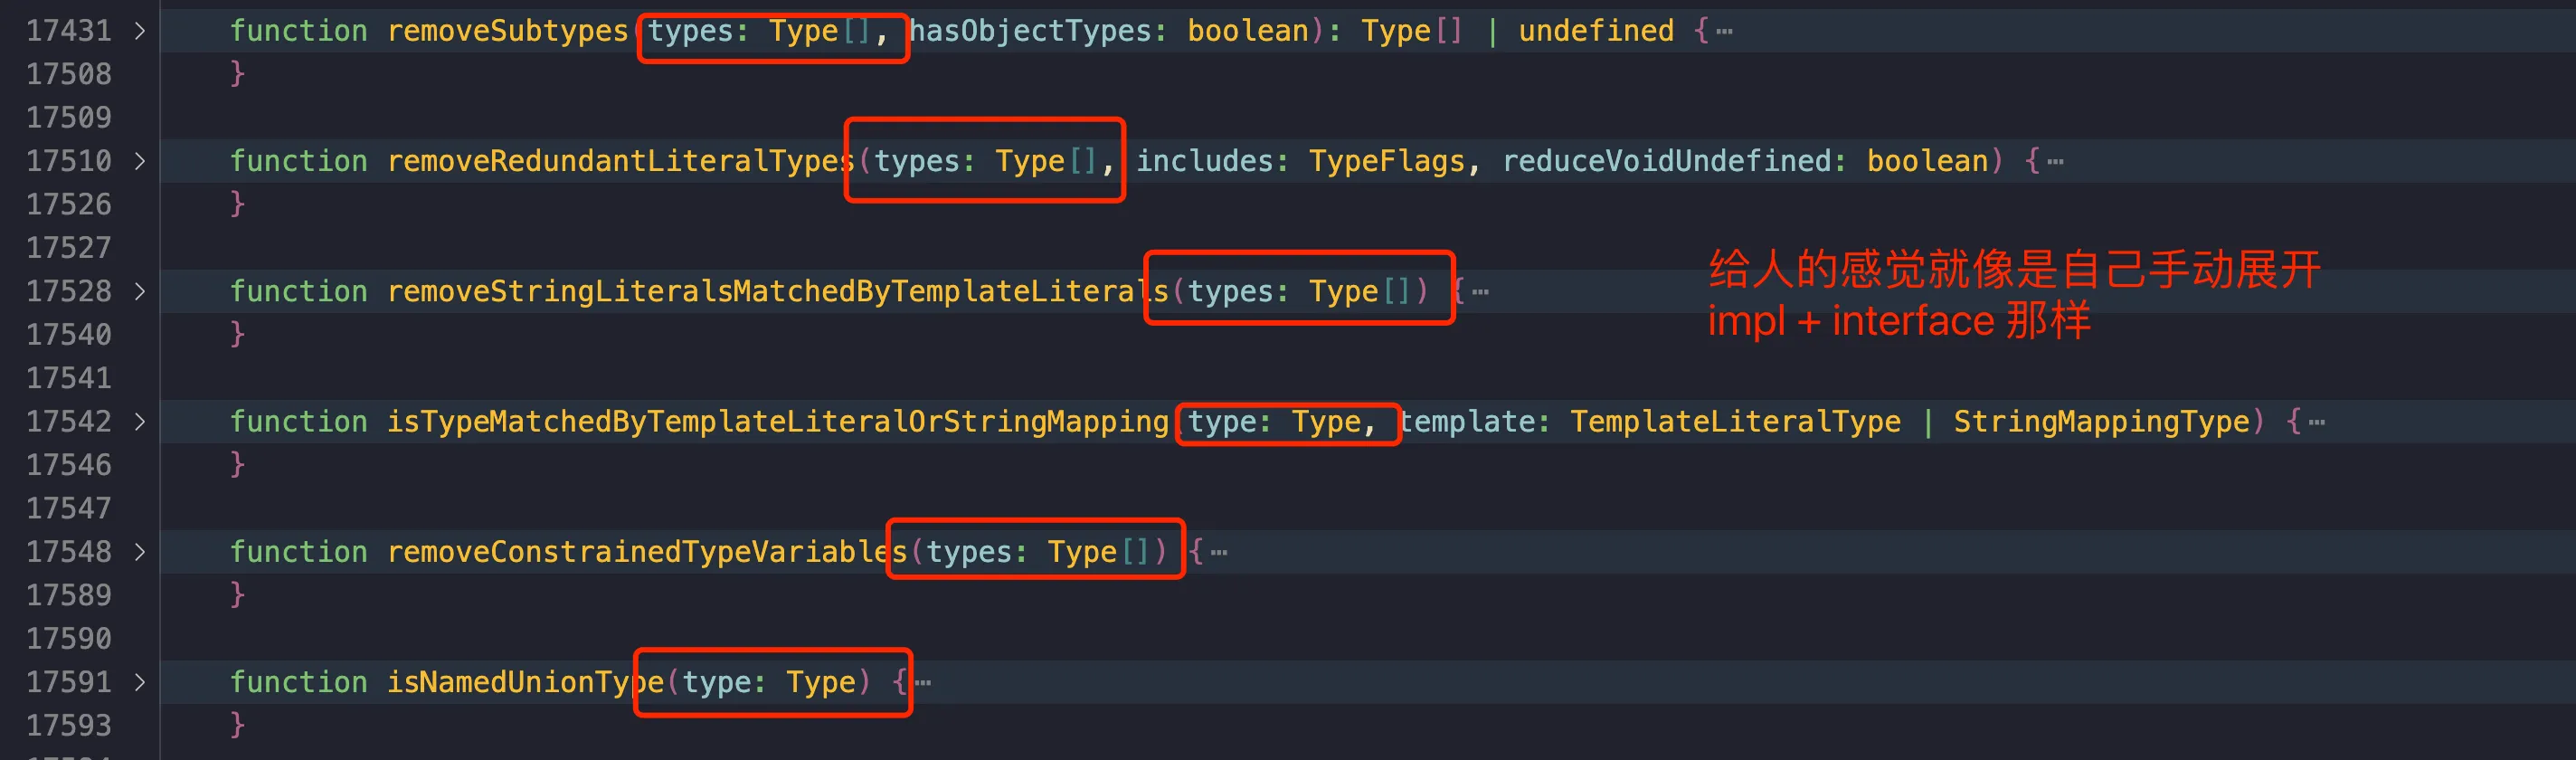 17431 > function removeSubtypes(types: Type[], hasObjectTypes: boolean): Type[] | undefined {⋯
17508 }
17509
17510 > function removeRedundantLiteralTypes(types: Type[], includes: TypeFlags, reduceVoidUndefined: boolean) {⋯
17526 }
17527
给人的感觉就像是自己手动展开
17528 > function removeStringLiteralsMatchedByTemplateLiterals(types: Type[]) {⋯
impl + interface 那样
17540 }
17541
17542 > function isTypeMatchedByTemplateLiteralOrStringMapping(type: Type, template: TemplateLiteralType | StringMappingType) {⋯
17546 }
17547
17548 > function removeConstrainedTypeVariables(types: Type[]) {⋯
17589 }
17590
17591 > function isNamedUnionType(type: Type) {⋯
17593 }